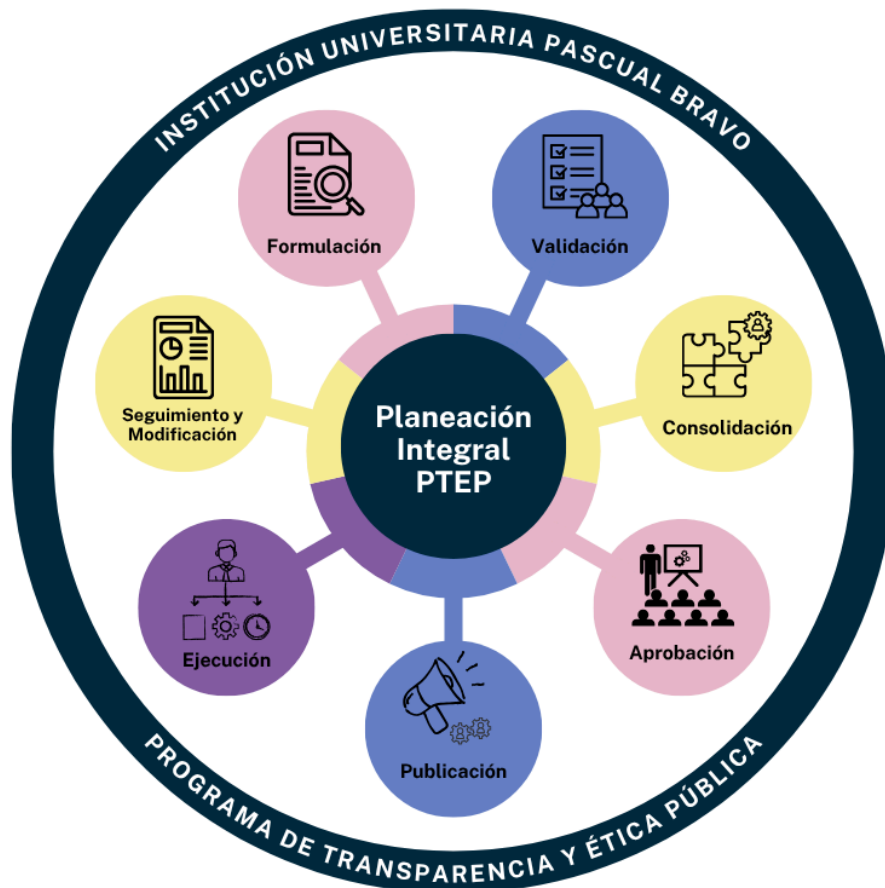 INSTITUCIÓN UNIVERSITARIA PASCUAL BRAVO
Formulación
Validación
Seguimiento y
Modificación
Planeación
Integral
PTEP
Consolidación
Ejecución
Aprobación
Publicación
PROGRAMA DE TRANSPARENCIA Y ÉTICA PÚBLICA